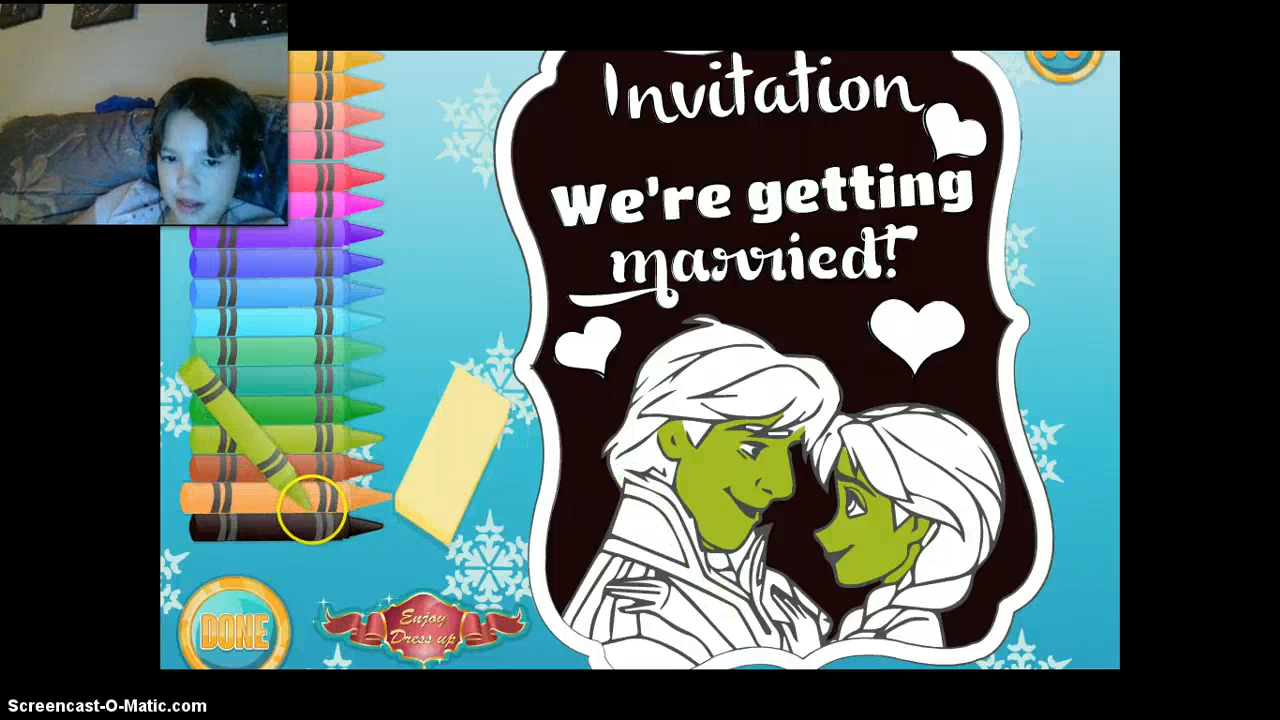 Invitation
We're getting
married!
DONE
Enjoy
Dress up
Screencast-O-Matic.com